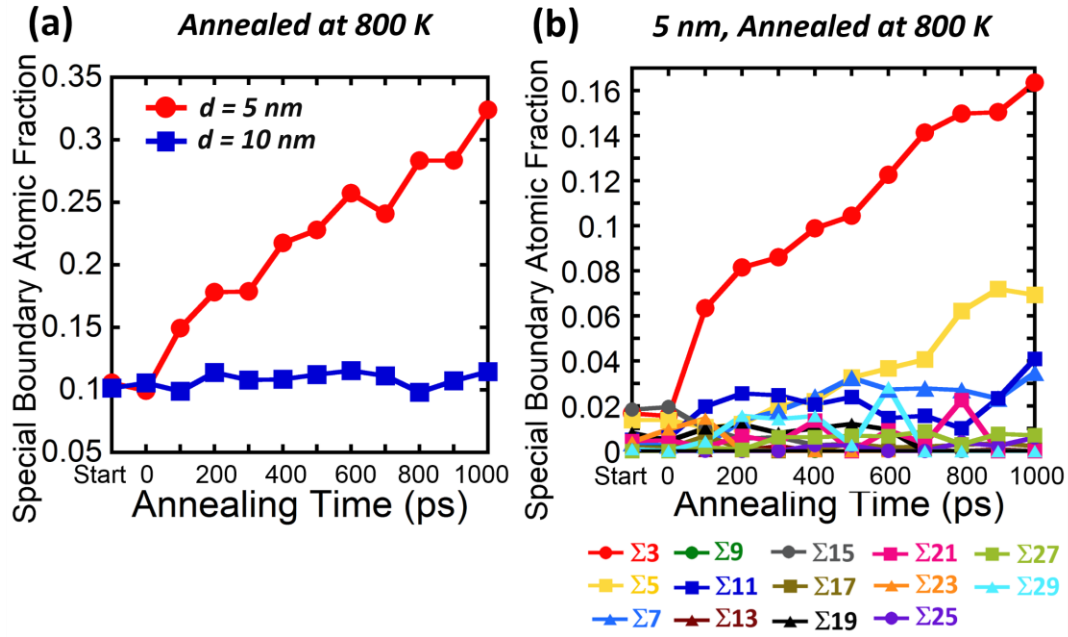 (a) Annealed at 800 K
Special Boundary Atomic Fraction
0.35
0.3
0.25
0.2
0.15
0.1
0.05
d = 5 nm
d = 10 nm
Start 0 200 400 600 800 1000
Annealing Time (ps)
(b) 5 nm, Annealed at 800 K
Special Boundary Atomic Fraction
0.16
0.14
0.12
0.1
0.08
0.06
0.04
0.02
0
Start 0 200 400 600 800 1000
Annealing Time (ps)
Σ3 Σ9 Σ15 Σ21 Σ27
Σ5 Σ11 Σ17 Σ23 Σ29
Σ7 Σ13 Σ19 Σ25